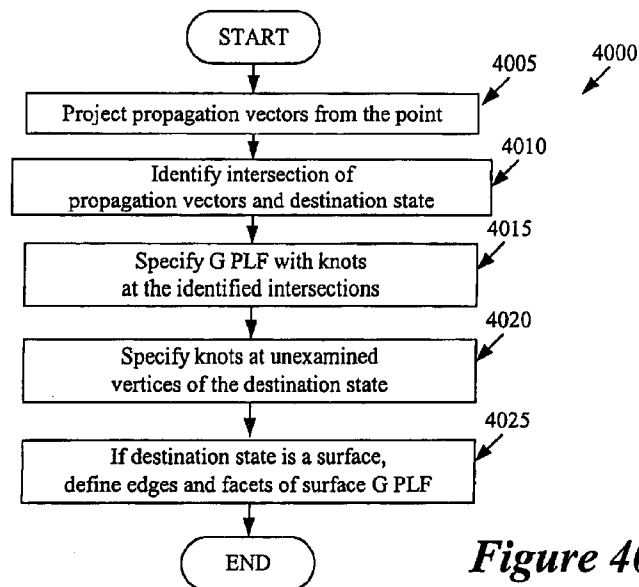 START
4000
4005
Project propagation vectors from the point
4010
Identify intersection of
propagation vectors and destination state
4015
Specify G PLF with knots
at the identified intersections
4020
Specify knots at unexamined
vertices of the destination state
4025
If destination state is a surface,
define edges and facets of surface G PLF
END
Figure